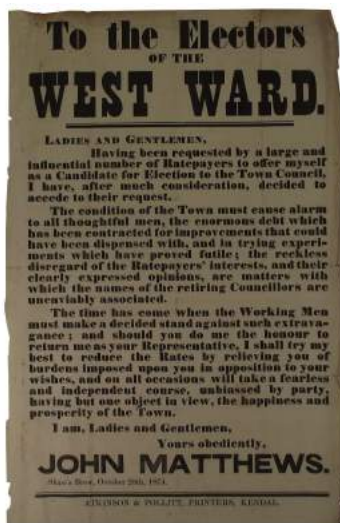 To the Electors
OF THE
WEST WARD.
LADIES AND GENTLEMEN,
Having been requested by a large and
influential number of Ratepayers to offer myself
as a Candidate for Election to the Town Council,
I have, after much consideration, decided to
accede to their request.
The condition of the Town must cause alarm
to all thoughtful men, the enormous debt which
has been contracted for improvements that could
have been dispensed with, and in trying experi-
ments which have proved futile; the reckless
disregard of the Ratepayers' interests, and their
clearly expressed opinions, are matters with
which the names of the retiring Councillors are
unenviably associated.
The time has come when the Working Men
must make a decided stand against such extrava-
gance; and should you do me the honour to
return me as your Representative, I shall try my
best to reduce the Rates by relieving you of
burdens imposed upon you in opposition to your
wishes, and on all occasions will take a fearless
and independent course, unbiassed by party,
having but one object in view, the happiness and
prosperity of the Town.
I am, Ladies and Gentlemen,
Yours obediently,
JOHN MATTHEWS.
October
ATKINSON & POLLITT, PRINTERS, KENDAL.